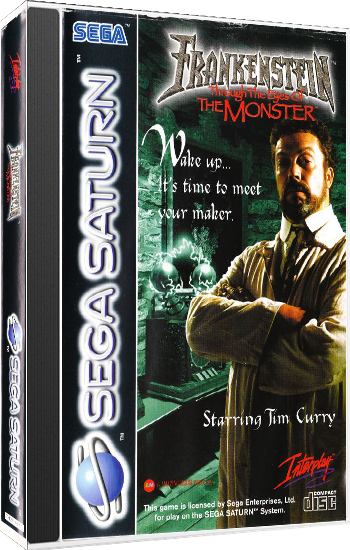 SEGA
SEGA SATURN
™
FRANKENSTEIN
Through The Eyes Of
THE MONSTER
Wake up...
It's time to meet
your maker.
Starring Tim Curry
Interplay
COMPACT
disc
This game is licensed by Sega Enterprises, Ltd.
for play on the SEGA SATURN™ System.
FRANKENSTEIN
SEGA SATURN